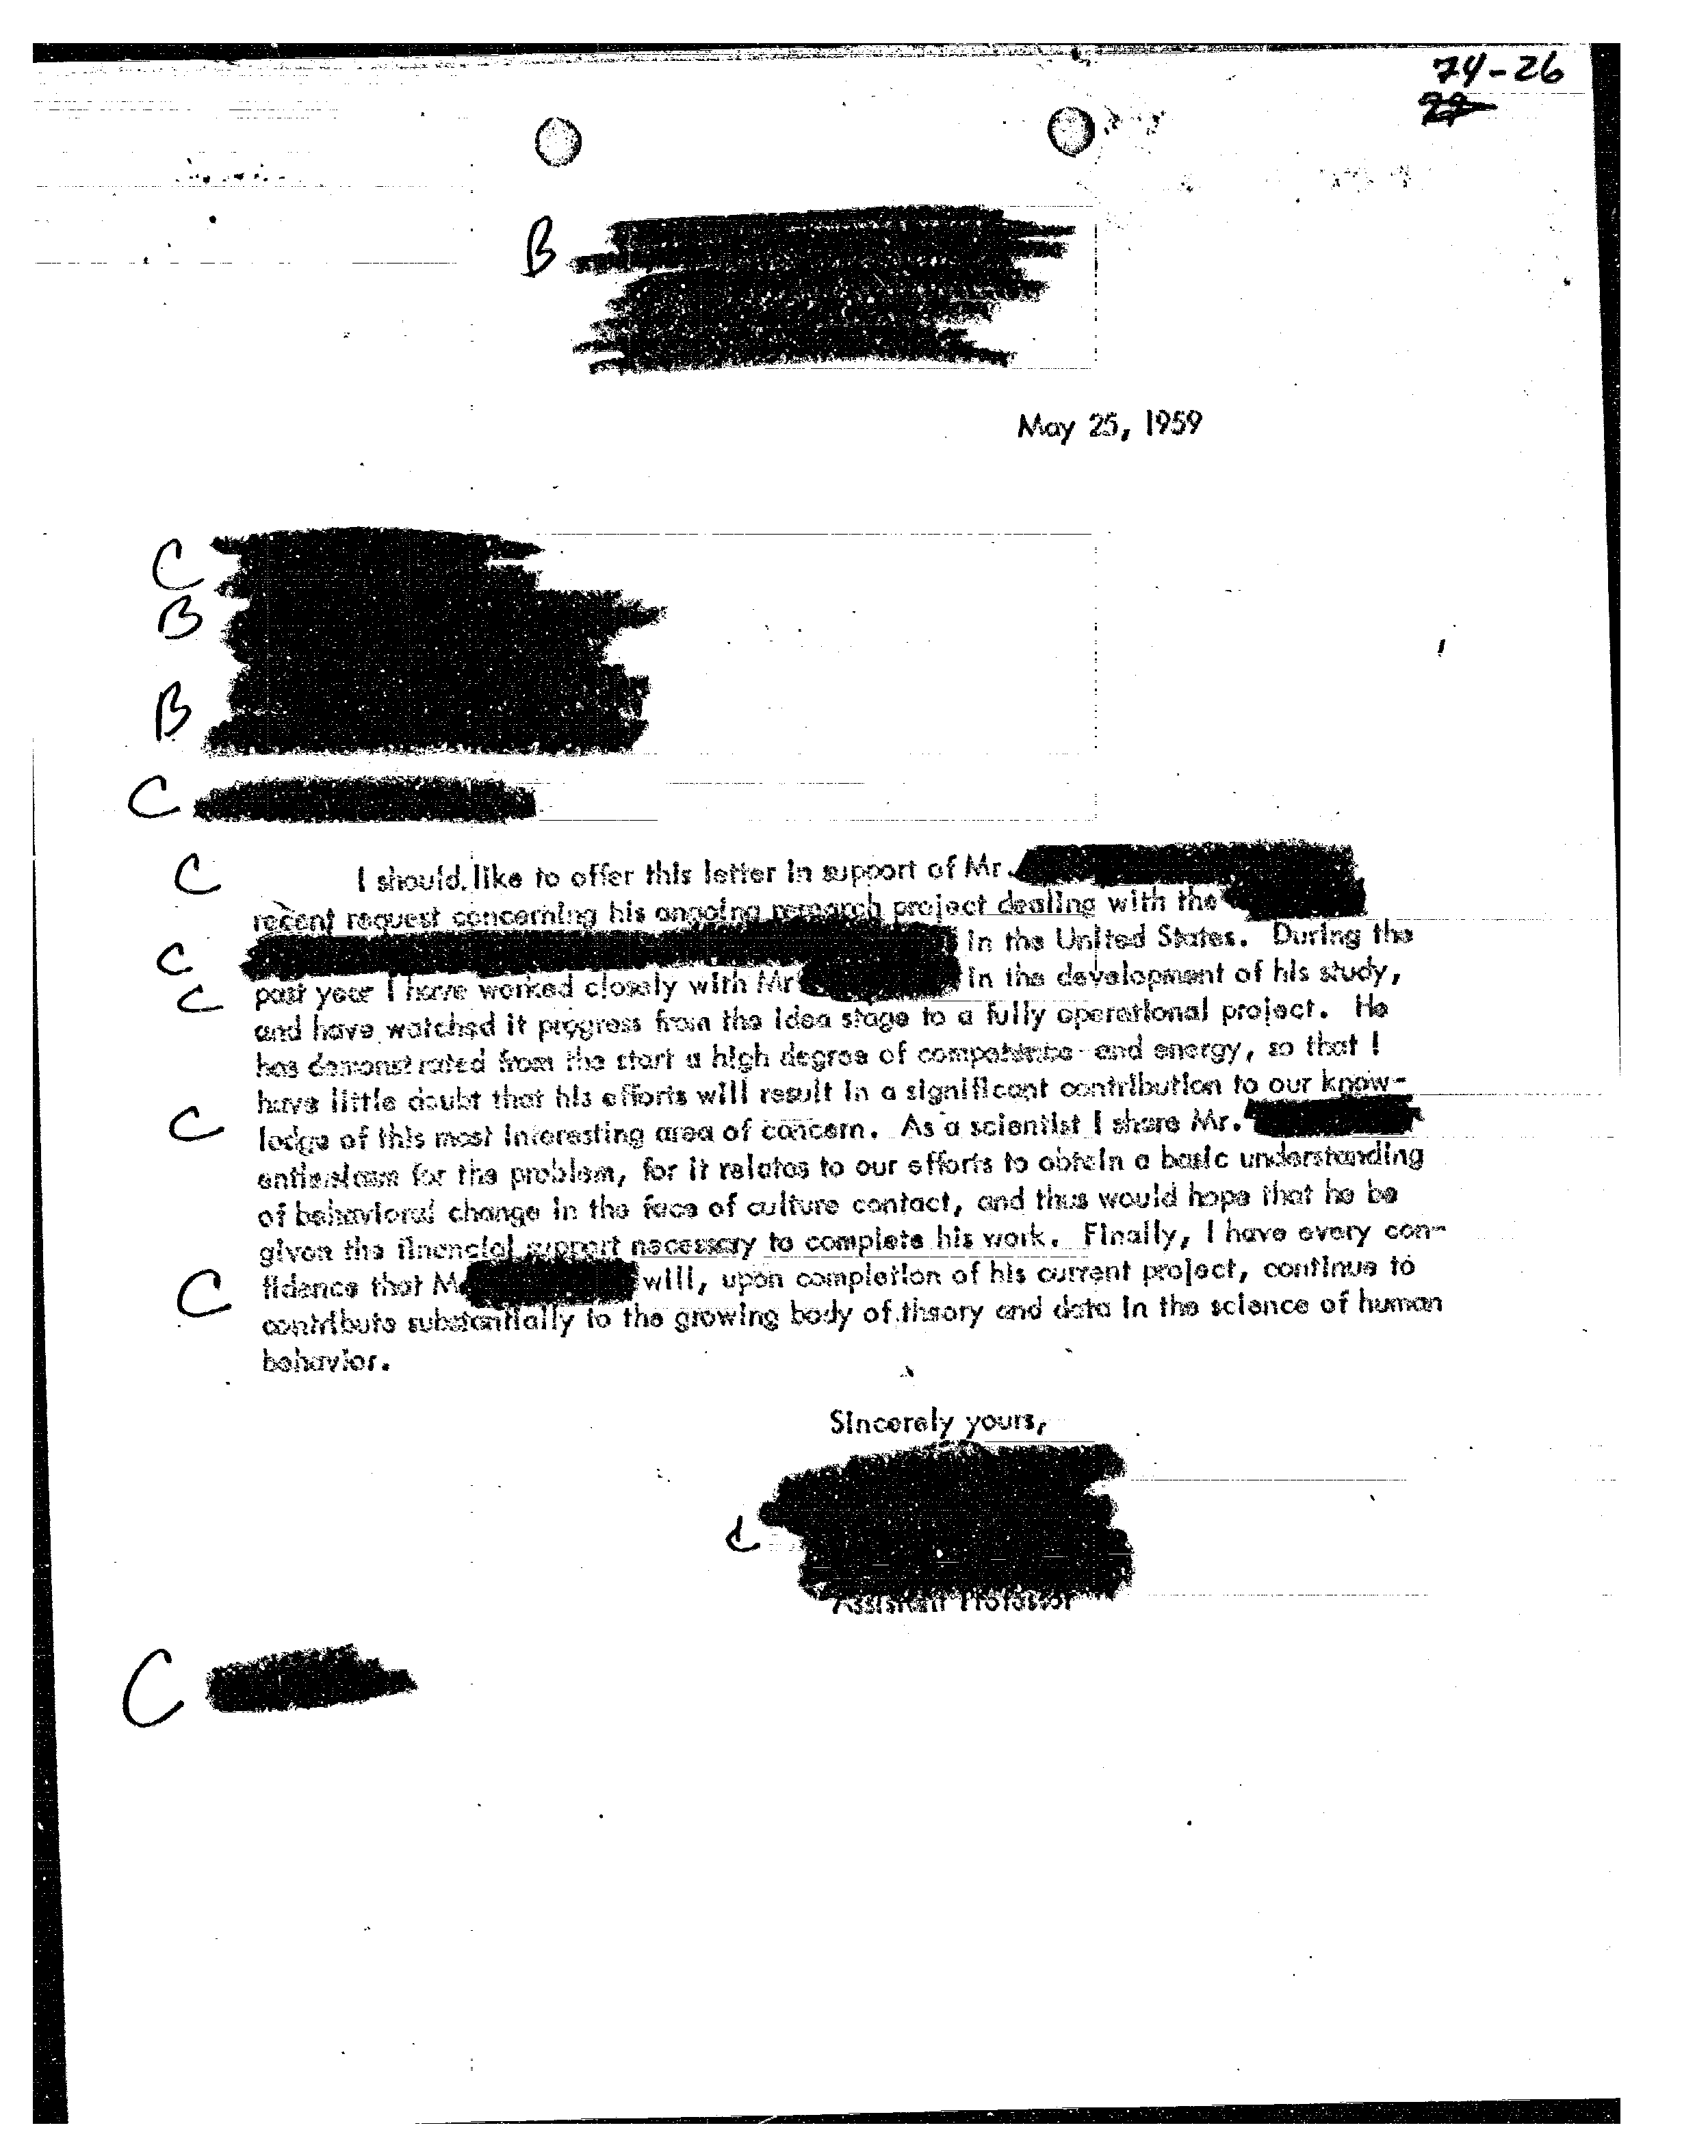 74-26
B
May 25, 1959
C
B
B
C
C
I should like to offer this letter in support of Mr.
recent request concerning his ongoing research project dealing with the
C
in the United States. During the
C
past year I have worked closely with Mr
in the development of his study,
and have watched it progress from the idea stage to a fully operational project. He
has demonstrated from the start a high degree of competence and energy, so that I
have little doubt that his efforts will result in a significant contribution to our know-
C
ledge of this most interesting area of concern. As a scientist I share Mr.
enthusiasm for the problem, for it relates to our efforts to obtain a basic understanding
of behavioral change in the face of culture contact, and thus would hope that he be
given the financial support necessary to complete his work. Finally, I have every con-
C
fidence that M
will, upon completion of his current project, continue to
contribute substantially to the growing body of theory and data in the science of human
behavior.
Sincerely yours,
C
Assistant Professor
C